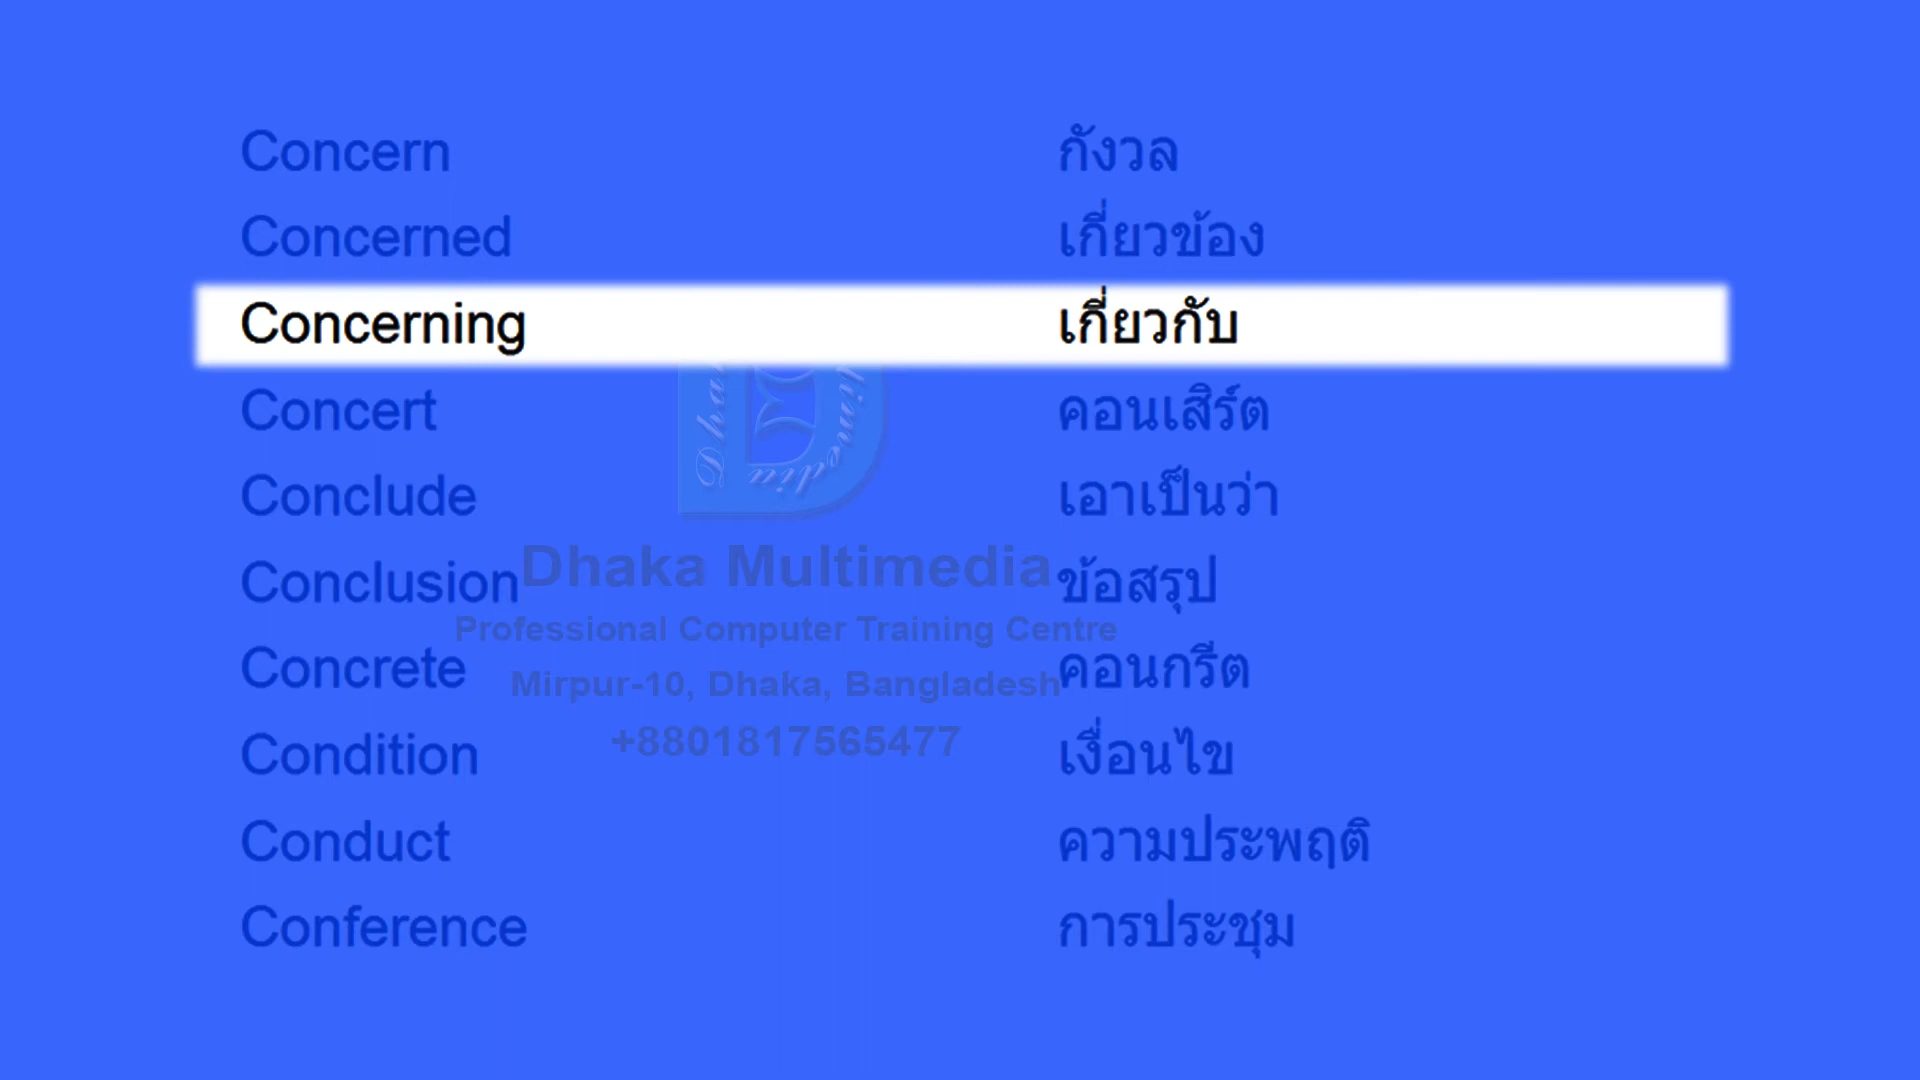 Concern กังวล
Concerned เกี่ยวข้อง
Concerning เกี่ยวกับ
Concert คอนเสิร์ต
Conclude เอาเป็นว่า
Conclusion ข้อสรุป
Concrete คอนกรีต
Condition เงื่อนไข
Conduct ความประพฤติ
Conference การประชุม
Dhaka Multimedia
Professional Computer Training Centre
Mirpur-10, Dhaka, Bangladesh
+8801817565477